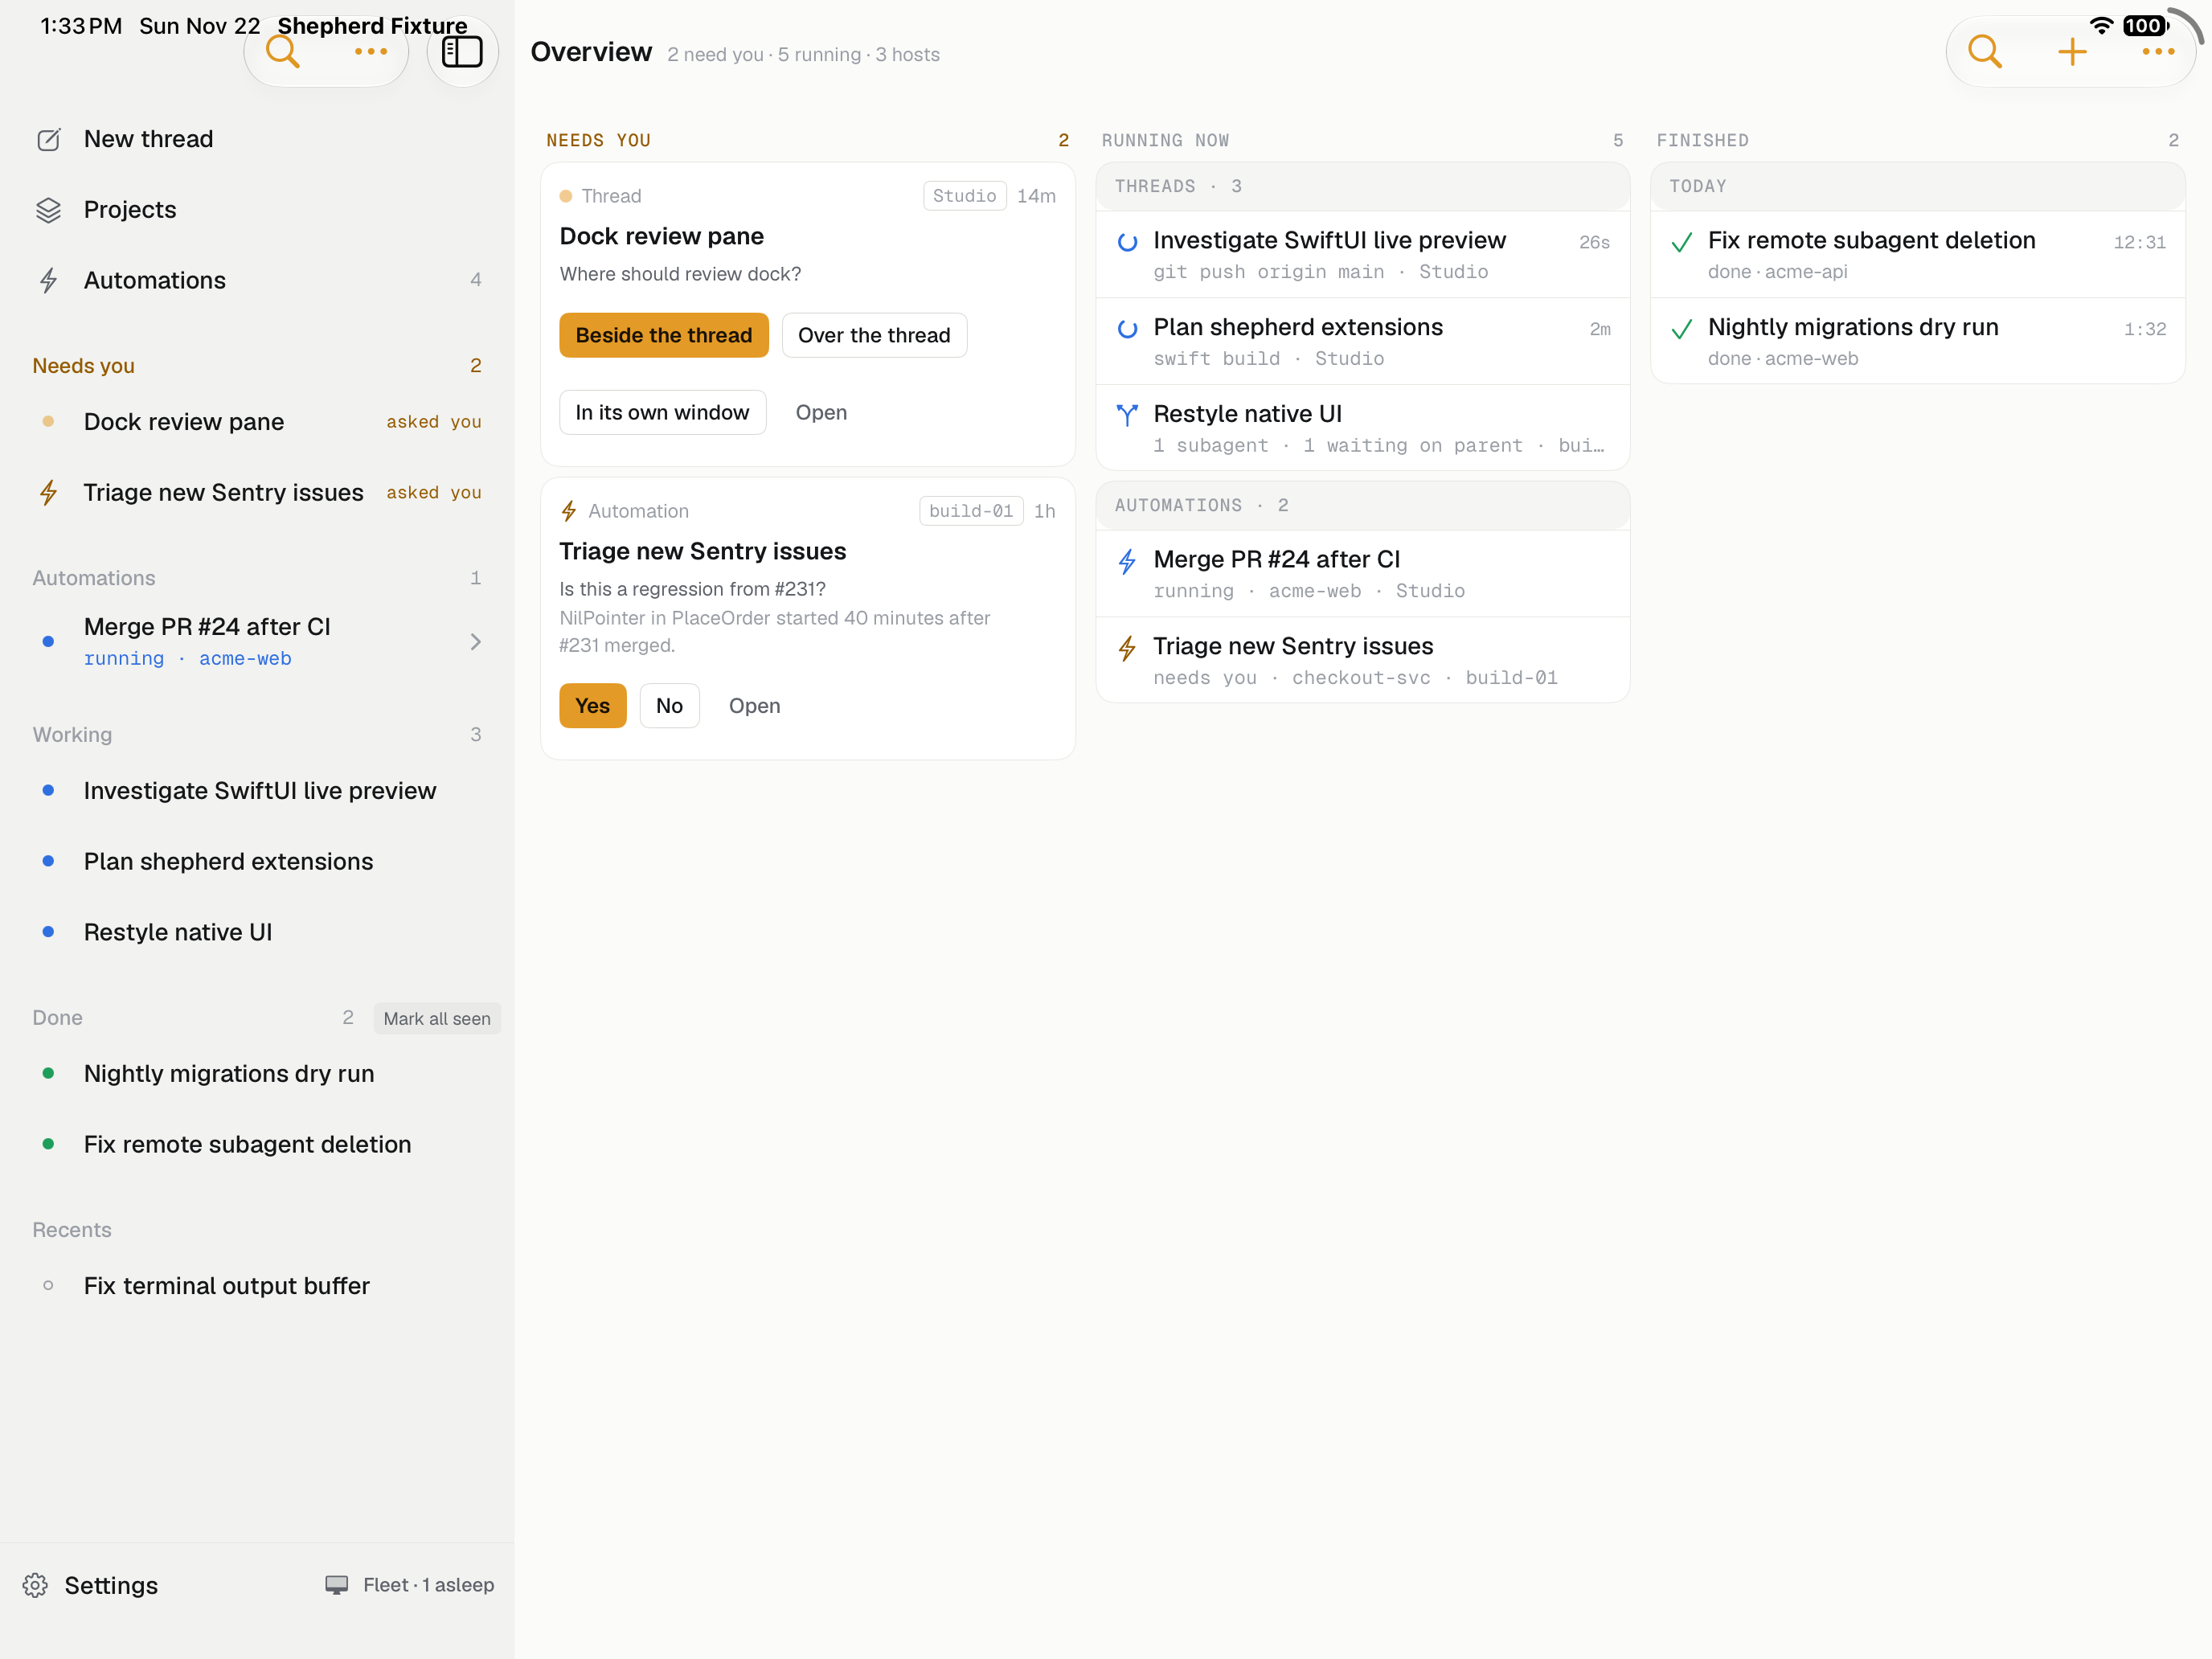 1:33 PM Sun Nov 22 Shepherd Fixture
100
New thread
Projects
Automations 4
Needs you 2
Dock review pane asked you
Triage new Sentry issues asked you
Automations 1
Merge PR #24 after CI
running · acme-web
Working 3
Investigate SwiftUI live preview
Plan shepherd extensions
Restyle native UI
Done 2 Mark all seen
Nightly migrations dry run
Fix remote subagent deletion
Recents
Fix terminal output buffer
Settings Fleet · 1 asleep
Overview 2 need you · 5 running · 3 hosts
NEEDS YOU 2
Thread Studio 14m
Dock review pane
Where should review dock?
Beside the thread Over the thread
In its own window Open
Automation build-01 1h
Triage new Sentry issues
Is this a regression from #231?
NilPointer in PlaceOrder started 40 minutes after
#231 merged.
Yes No Open
RUNNING NOW 5
THREADS · 3
Investigate SwiftUI live preview 26s
git push origin main · Studio
Plan shepherd extensions 2m
swift build · Studio
Restyle native UI
1 subagent · 1 waiting on parent · bui…
AUTOMATIONS · 2
Merge PR #24 after CI
running · acme-web · Studio
Triage new Sentry issues
needs you · checkout-svc · build-01
FINISHED 2
TODAY
Fix remote subagent deletion 12:31
done · acme-api
Nightly migrations dry run 1:32
done · acme-web